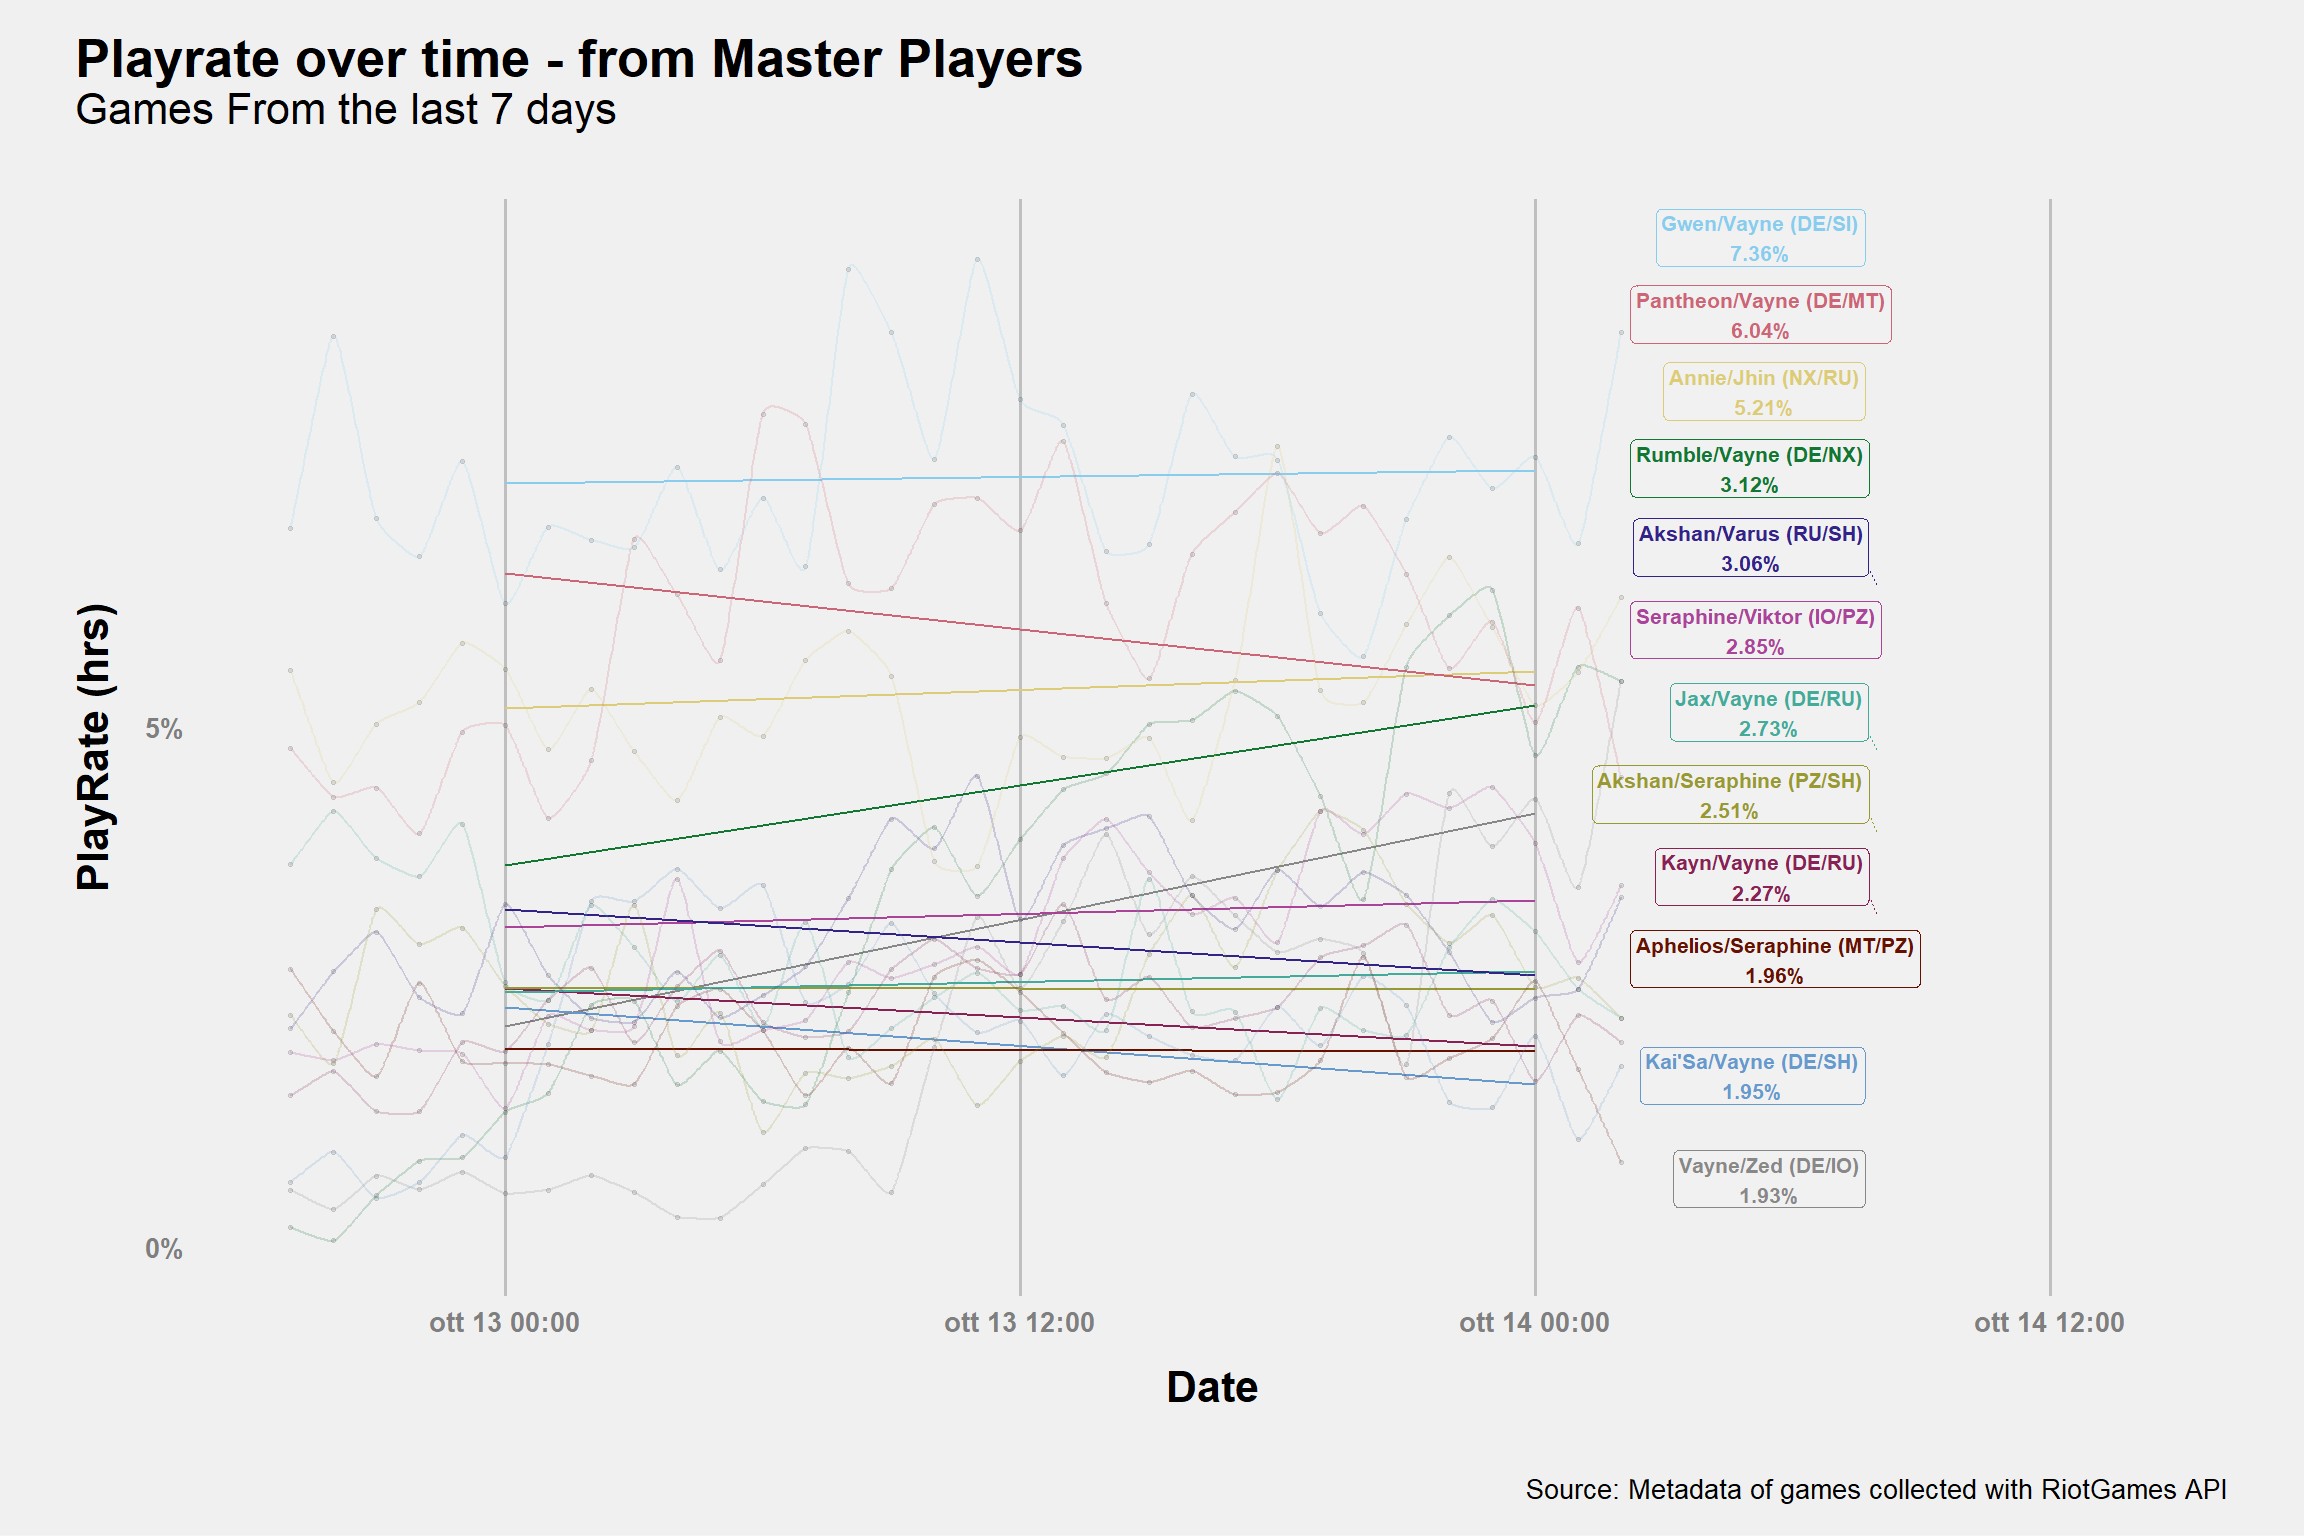 Playrate over time - from Master Players
Games From the last 7 days
PlayRate (hrs)
5%
0%
Gwen/Vayne (DE/SI)
7.36%
Pantheon/Vayne (DE/MT)
6.04%
Annie/Jhin (NX/RU)
5.21%
Rumble/Vayne (DE/NX)
3.12%
Akshan/Varus (RU/SH)
3.06%
Seraphine/Viktor (IO/PZ)
2.85%
Jax/Vayne (DE/RU)
2.73%
Akshan/Seraphine (PZ/SH)
2.51%
Kayn/Vayne (DE/RU)
2.27%
Aphelios/Seraphine (MT/PZ)
1.96%
Kai'Sa/Vayne (DE/SH)
1.95%
Vayne/Zed (DE/IO)
1.93%
ott 13 00:00
ott 13 12:00
ott 14 00:00
ott 14 12:00
Date
Source: Metadata of games collected with RiotGames API